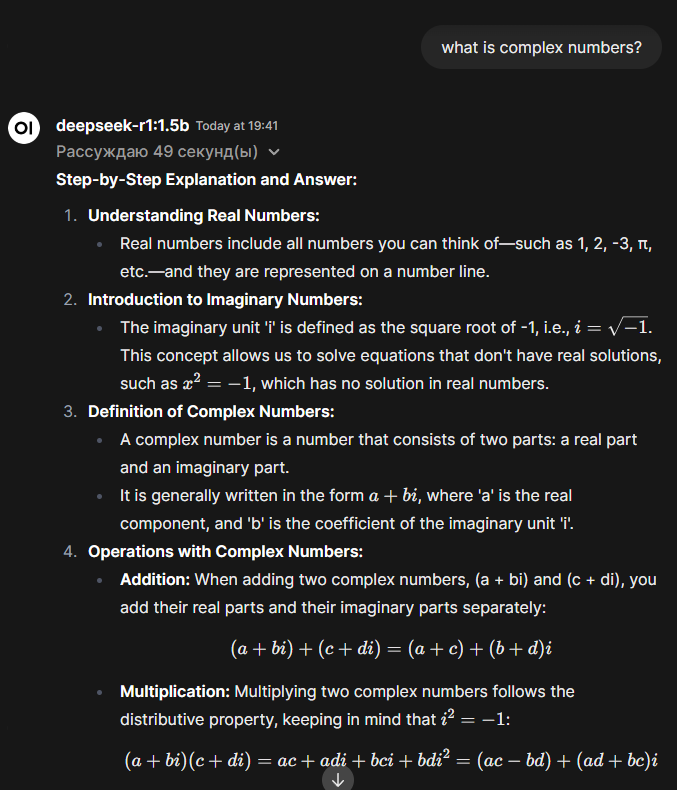 what is complex numbers?
OI
deepseek-r1:1.5b Today at 19:41
Рассуждаю 49 секунд(ы)
Step-by-Step Explanation and Answer:
1. Understanding Real Numbers:
• Real numbers include all numbers you can think of—such as 1, 2, -3, π,
etc.—and they are represented on a number line.
2. Introduction to Imaginary Numbers:
• The imaginary unit 'i' is defined as the square root of -1, i.e., i = √−1.
This concept allows us to solve equations that don't have real solutions,
such as x² = −1, which has no solution in real numbers.
3. Definition of Complex Numbers:
• A complex number is a number that consists of two parts: a real part
and an imaginary part.
• It is generally written in the form a + bi, where 'a' is the real
component, and 'b' is the coefficient of the imaginary unit 'i'.
4. Operations with Complex Numbers:
• Addition: When adding two complex numbers, (a + bi) and (c + di), you
add their real parts and their imaginary parts separately:
(a + bi) + (c + di) = (a + c) + (b + d)i
• Multiplication: Multiplying two complex numbers follows the
distributive property, keeping in mind that i² = −1:
(a + bi)(c + di) = ac + adi + bci + bdi² = (ac − bd) + (ad + bc)i